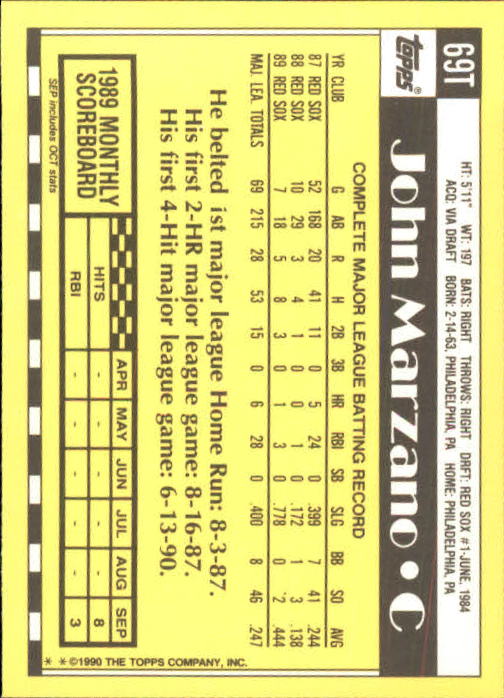 69T
HT: 5'11" WT: 197 BATS: RIGHT THROWS: RIGHT DRFT: RED SOX #1-JUNE, 1984
ACQ: VIA DRAFT BORN: 2-14-63, PHILADELPHIA, PA HOME: PHILADELPHIA, PA
topps®
John Marzano • C
COMPLETE MAJOR LEAGUE BATTING RECORD
YR CLUB G AB R H 2B 3B HR RBI SB SLG BB SO AVG
87 RED SOX 52 168 20 41 11 0 5 24 0 .399 7 41 .244
88 RED SOX 10 29 3 4 1 0 0 1 0 .172 1 3 .138
89 RED SOX 7 18 5 8 3 0 1 3 0 .778 0 2 .444
MAJ. LEA. TOTALS 69 215 28 53 15 0 6 28 0 .400 8 46 .247
He belted 1st major league Home Run: 8-3-87.
His first 2-HR major league game: 8-16-87.
His first 4-Hit major league game: 6-13-90.
1989 MONTHLY
SCOREBOARD
APR MAY JUN JUL AUG SEP
HITS - - - - - 8
RBI - - - - - 3
SEP includes OCT stats
* * ©1990 THE TOPPS COMPANY, INC.